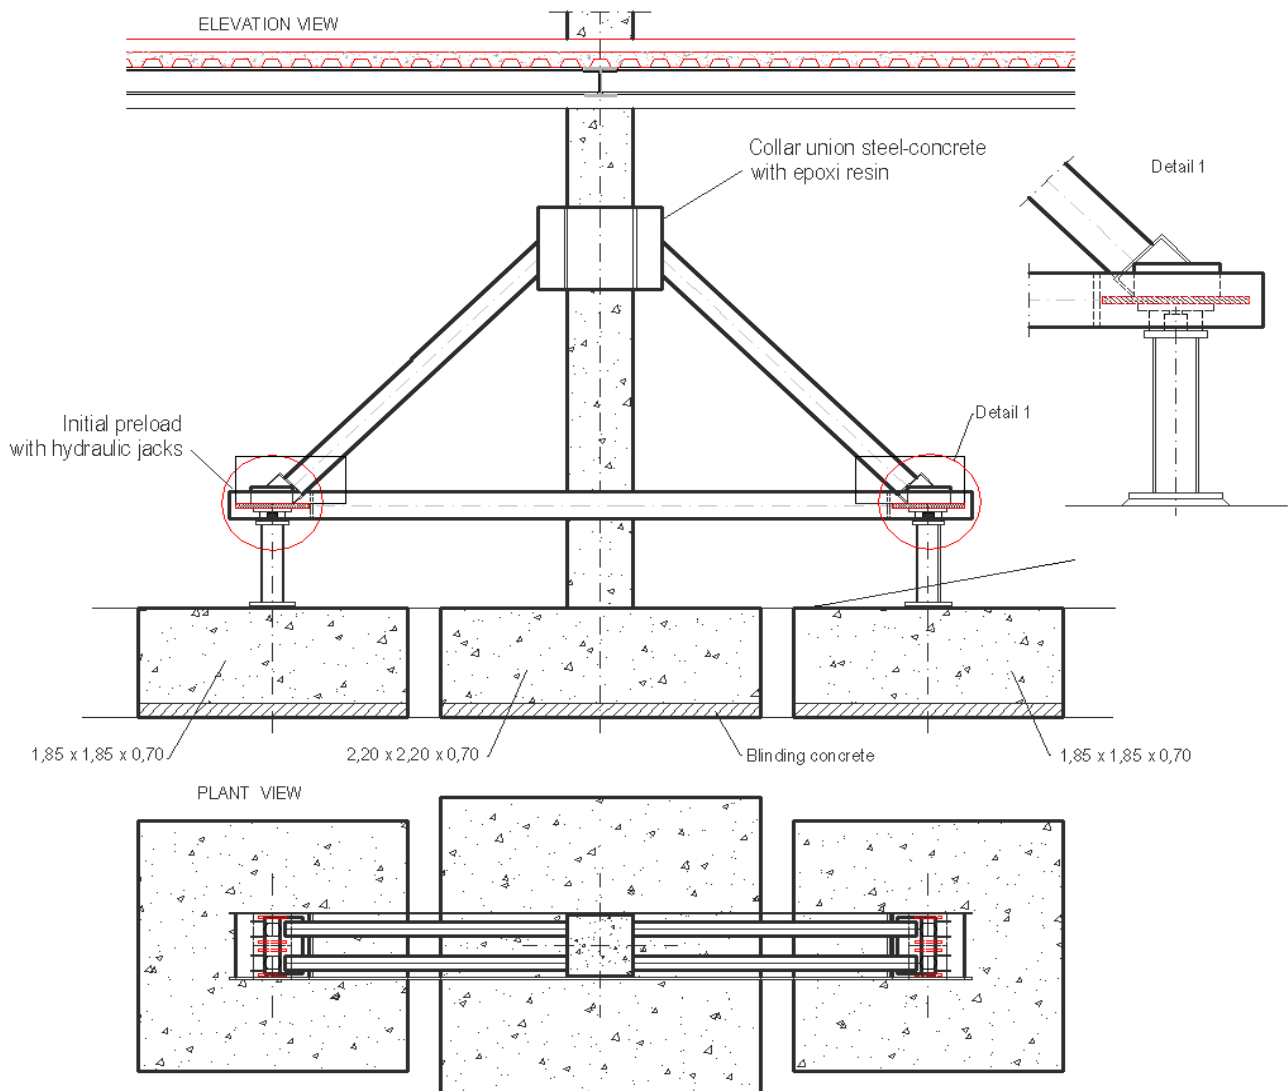 ELEVATION VIEW
Collar union steel-concrete
with epoxi resin
Detail 1
Initial preload
with hydraulic jacks
Detail 1
1,85 x 1,85 x 0,70
2,20 x 2,20 x 0,70
Blinding concrete
1,85 x 1,85 x 0,70
PLANT VIEW